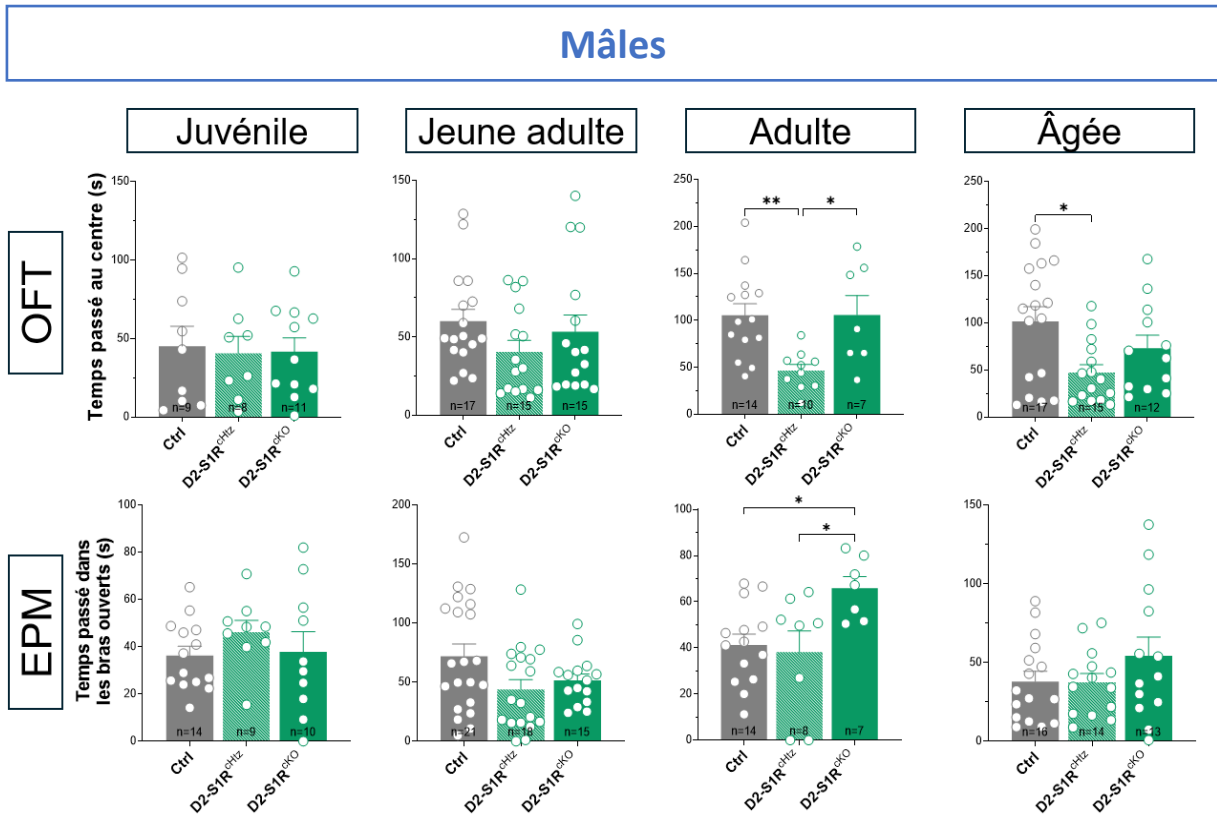 Mâles
Juvénile
Jeune adulte
Adulte
Âgée
OFT
Temps passé au centre (s)
150
100
50
0
n=9
n=8
n=11
Ctrl
D2-S1R^cHtz
D2-S1R^cKO
150
100
50
0
n=17
n=15
n=15
Ctrl
D2-S1R^cHtz
D2-S1R^cKO
250
200
150
100
50
0
**
*
n=14
n=10
n=7
Ctrl
D2-S1R^cHtz
D2-S1R^cKO
250
200
150
100
50
0
*
n=17
n=15
n=12
Ctrl
D2-S1R^cHtz
D2-S1R^cKO
EPM
Temps passé dans
les bras ouverts (s)
100
80
60
40
20
0
n=14
n=9
n=10
Ctrl
D2-S1R^cHtz
D2-S1R^cKO
200
150
100
50
0
n=21
n=18
n=15
Ctrl
D2-S1R^cHtz
D2-S1R^cKO
100
80
60
40
20
0
*
*
n=14
n=8
n=7
Ctrl
D2-S1R^cHtz
D2-S1R^cKO
150
100
50
0
n=16
n=14
n=13
Ctrl
D2-S1R^cHtz
D2-S1R^cKO